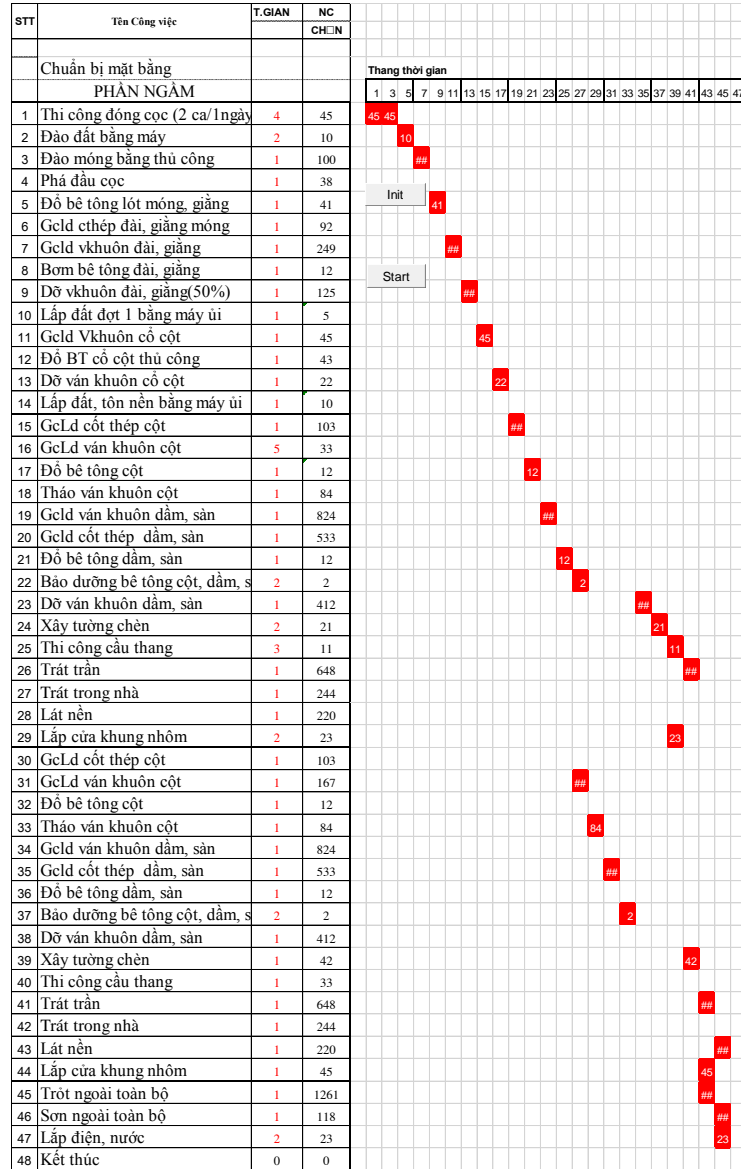 STT Tên Công việc T.GIAN NC
CH□N
Chuẩn bị mặt bằng Thang thời gian
PHẦN NGẦM 1 3 5 7 9 11 13 15 17 19 21 23 25 27 29 31 33 35 37 39 41 43 45 47
1 Thi công đóng cọc (2 ca/1ngày 4 45 45 45
2 Đào đất bằng máy 2 10 10
3 Đào móng bằng thủ công 1 100 ##
4 Phá đầu cọc 1 38
Init
5 Đổ bê tông lót móng, giằng 1 41 41
6 Gcld cthép đài, giằng móng 1 92
7 Gcld vkhuôn đài, giằng 1 249 ##
8 Bơm bê tông đài, giằng 1 12
Start
9 Dỡ vkhuôn đài, giằng(50%) 1 125 ##
10 Lấp đất đợt 1 bằng máy ủi 1 5
11 Gcld Vkhuôn cổ cột 1 45 45
12 Đổ BT cổ cột thủ công 1 43
13 Dỡ ván khuôn cổ cột 1 22 22
14 Lấp đất, tôn nền bằng máy ủi 1 10
15 GcLd cốt thép cột 1 103 ##
16 GcLd ván khuôn cột 5 33
17 Đổ bê tông cột 1 12 12
18 Tháo ván khuôn cột 1 84
19 Gcld ván khuôn dầm, sàn 1 824 ##
20 Gcld cốt thép dầm, sàn 1 533
21 Đổ bê tông dầm, sàn 1 12 12
22 Bảo dưỡng bê tông cột, dầm, s 2 2 2
23 Dỡ ván khuôn dầm, sàn 1 412 ##
24 Xây tường chèn 2 21 21
25 Thi công cầu thang 3 11 11
26 Trát trần 1 648 ##
27 Trát trong nhà 1 244
28 Lát nền 1 220
29 Lắp cửa khung nhôm 2 23 23
30 GcLd cốt thép cột 1 103
31 GcLd ván khuôn cột 1 167 ##
32 Đổ bê tông cột 1 12
33 Tháo ván khuôn cột 1 84 84
34 Gcld ván khuôn dầm, sàn 1 824
35 Gcld cốt thép dầm, sàn 1 533 ##
36 Đổ bê tông dầm, sàn 1 12
37 Bảo dưỡng bê tông cột, dầm, s 2 2 2
38 Dỡ ván khuôn dầm, sàn 1 412
39 Xây tường chèn 1 42 42
40 Thi công cầu thang 1 33
41 Trát trần 1 648 ##
42 Trát trong nhà 1 244
43 Lát nền 1 220 ##
44 Lắp cửa khung nhôm 1 45 45
45 Trỏt ngoài toàn bộ 1 1261 ##
46 Sơn ngoài toàn bộ 1 118 ##
47 Lắp điện, nước 2 23 23
48 Kết thúc 0 0